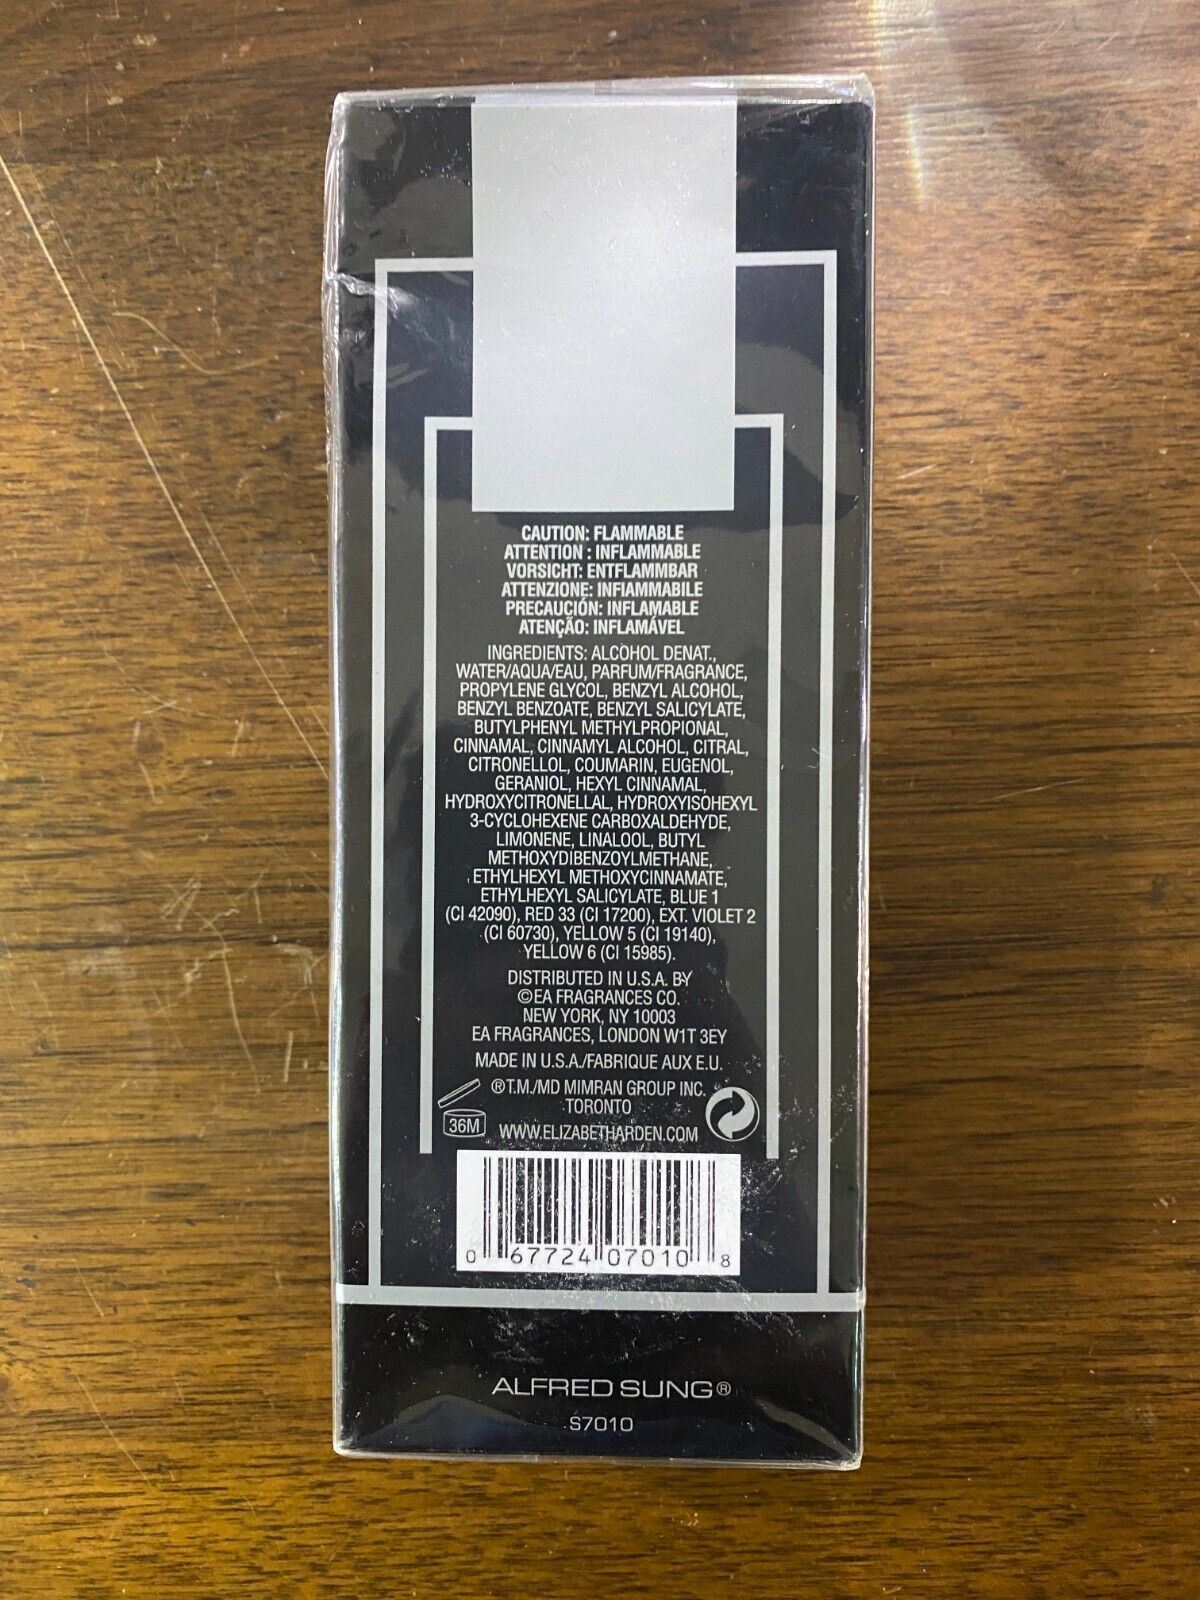 CAUTION: FLAMMABLE
ATTENTION : INFLAMMABLE
VORSICHT: ENTFLAMMBAR
ATTENZIONE: INFIAMMABILE
PRECAUCIÓN: INFLAMABLE
ATENÇÃO: INFLAMÁVEL
INGREDIENTS: ALCOHOL DENAT.,
WATER/AQUA/EAU, PARFUM/FRAGRANCE,
PROPYLENE GLYCOL, BENZYL ALCOHOL,
BENZYL BENZOATE, BENZYL SALICYLATE,
BUTYLPHENYL METHYLPROPIONAL,
CINNAMAL, CINNAMYL ALCOHOL, CITRAL,
CITRONELLOL, COUMARIN, EUGENOL,
GERANIOL, HEXYL CINNAMAL,
HYDROXYCITRONELLAL, HYDROXYISOHEXYL
3-CYCLOHEXENE CARBOXALDEHYDE,
LIMONENE, LINALOOL, BUTYL
METHOXYDIBENZOYLMETHANE,
ETHYLHEXYL METHOXYCINNAMATE,
ETHYLHEXYL SALICYLATE, BLUE 1
(CI 42090), RED 33 (CI 17200), EXT. VIOLET 2
(CI 60730), YELLOW 5 (CI 19140),
YELLOW 6 (CI 15985).
DISTRIBUTED IN U.S.A. BY
©EA FRAGRANCES CO.
NEW YORK, NY 10003
EA FRAGRANCES, LONDON W1T 3EY
MADE IN U.S.A./FABRIQUE AUX E.U.
®T.M./MD MIMRAN GROUP INC.
TORONTO
36M
WWW.ELIZABETHARDEN.COM
0 67724 07010 8
ALFRED SUNG®
S7010